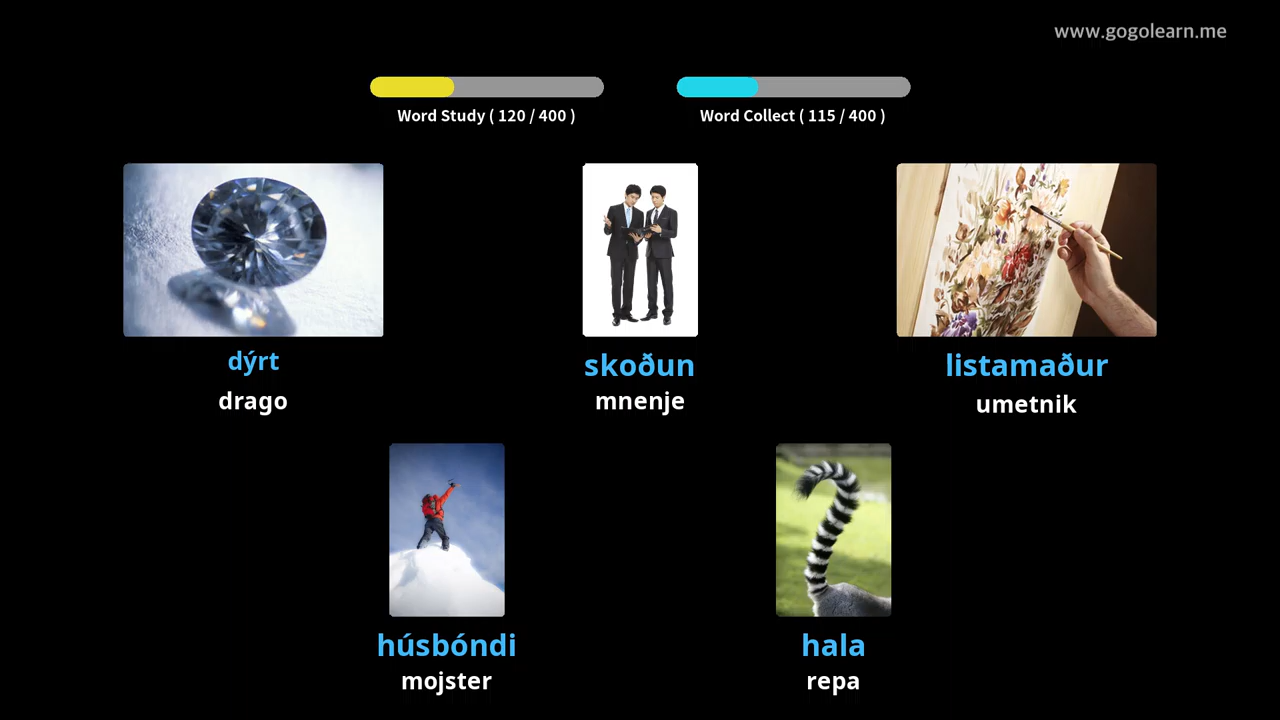 www.gogolearn.me
Word Study ( 120 / 400 )
Word Collect ( 115 / 400 )
dýrt
drago
skoðun
mnenje
listamaður
umetnik
húsbóndi
mojster
hala
repa